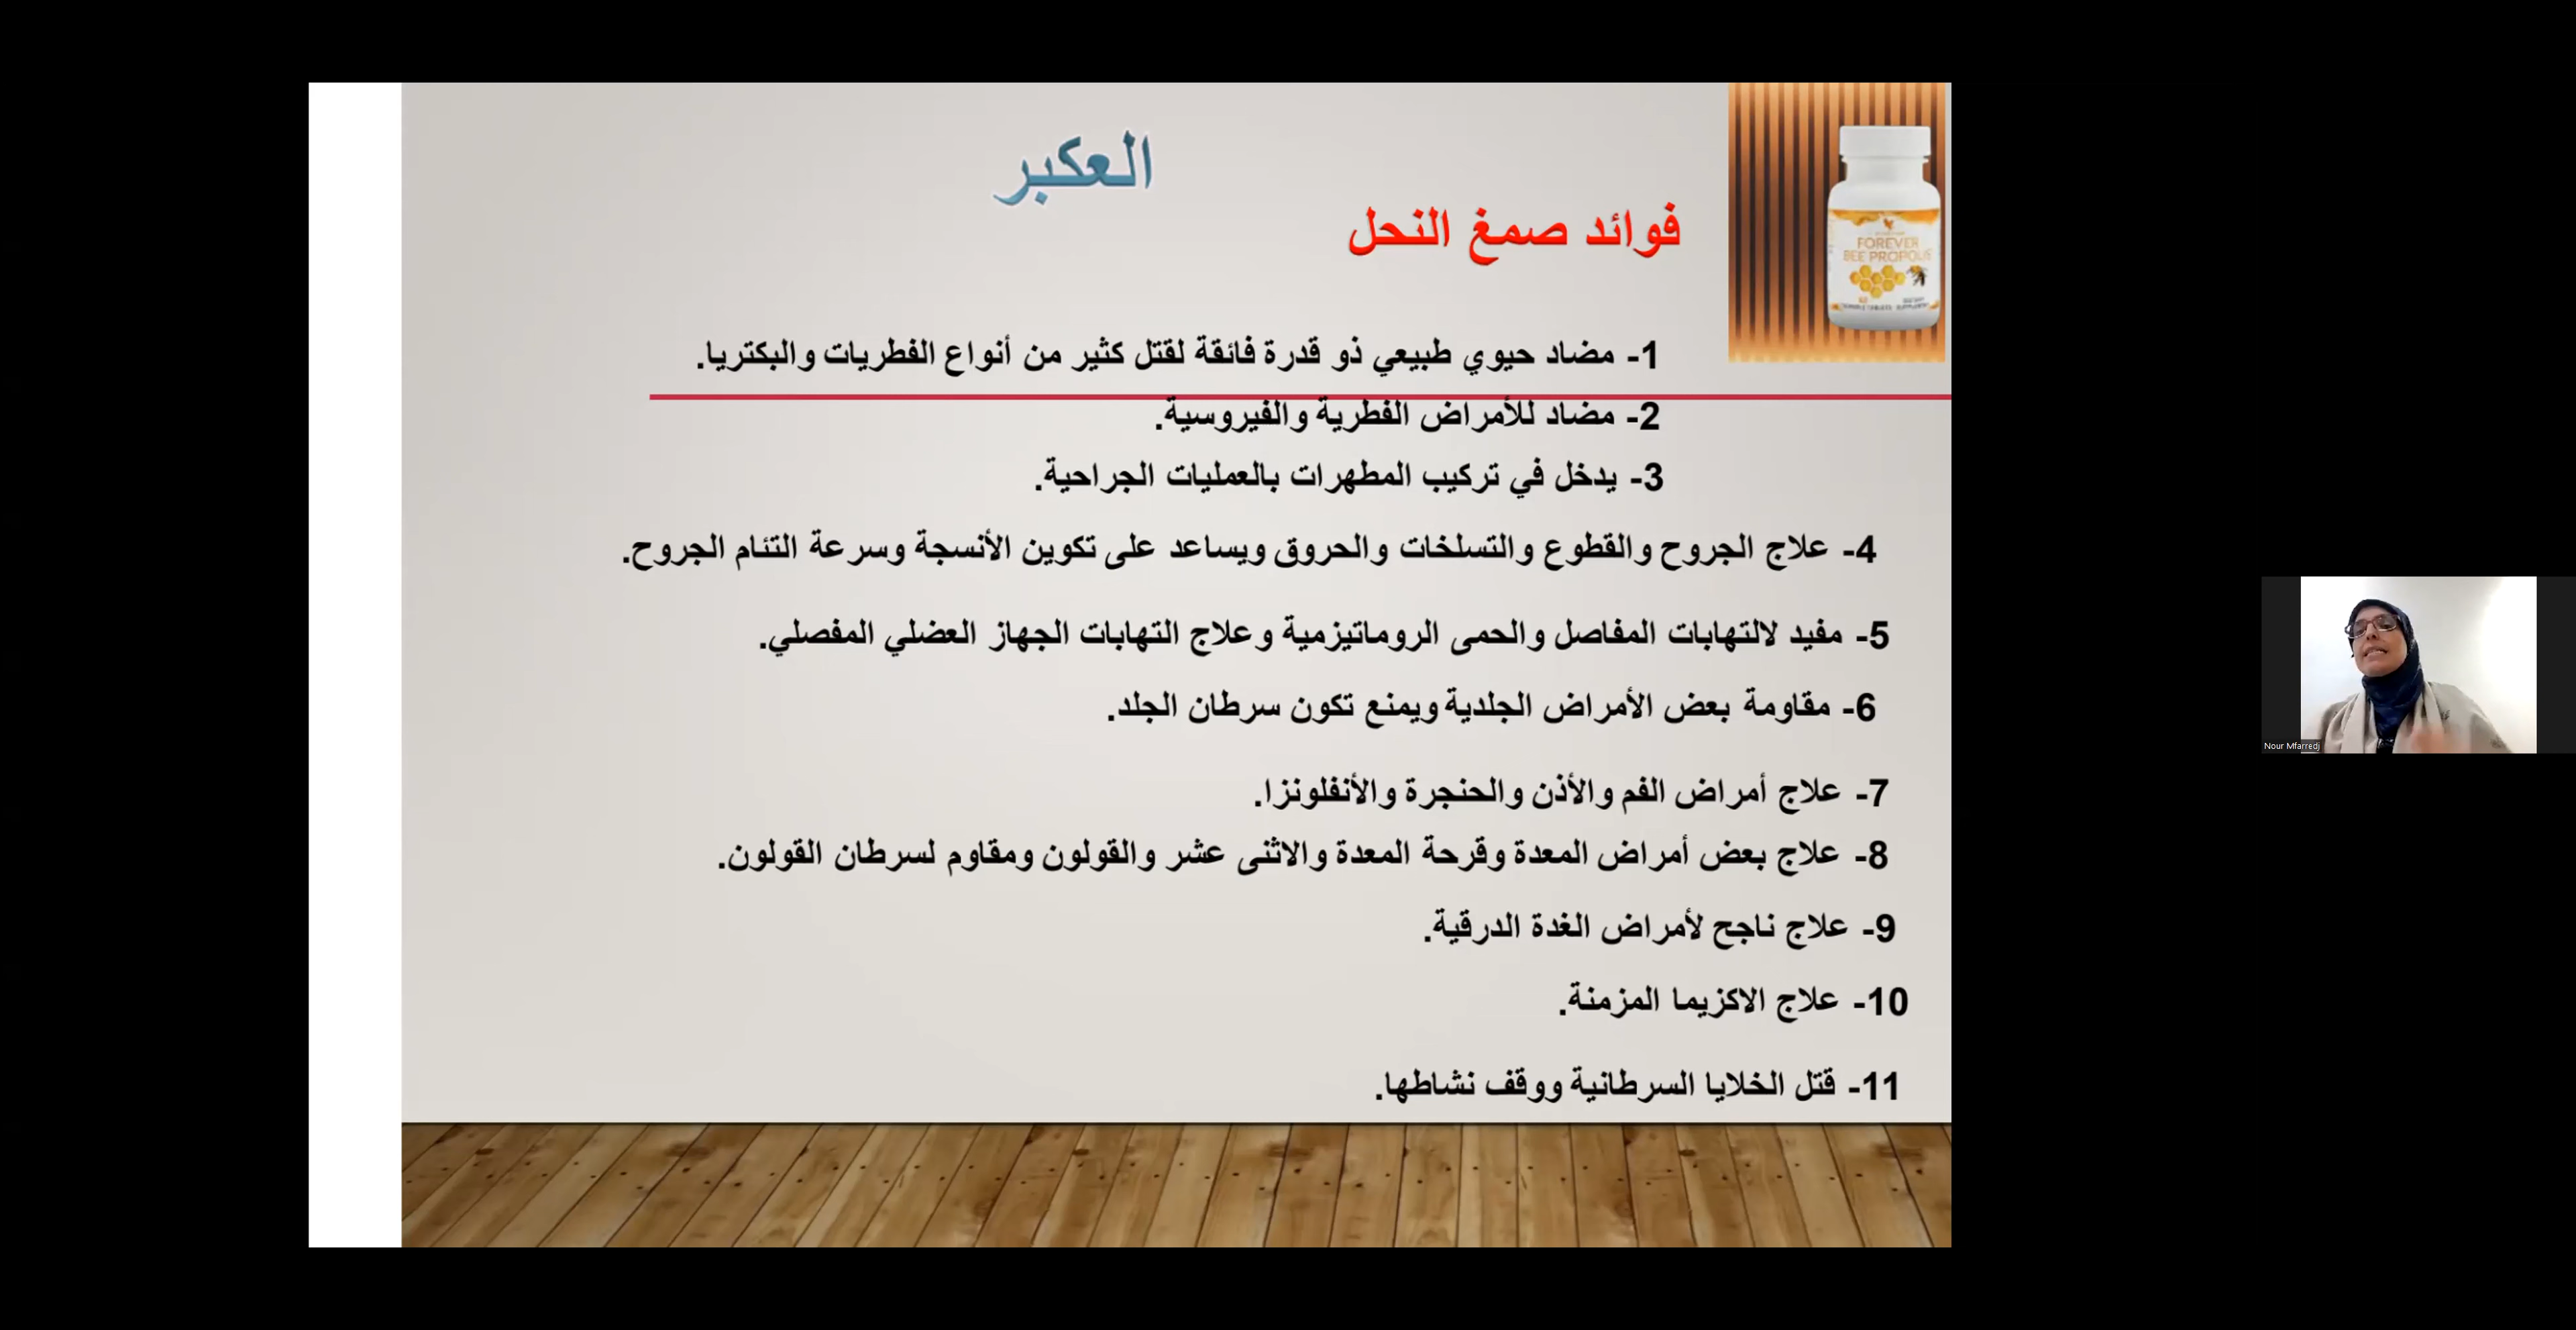 العكبر
فوائد صمغ النحل
FOREVER
BEE PROPOLIS
1- مضاد حيوي طبيعي ذو قدرة فائقة لقتل كثير من أنواع الفطريات والبكتريا.
2- مضاد للأمراض الفطرية والفيروسية.
3- يدخل في تركيب المطهرات بالعمليات الجراحية.
4- علاج الجروح والقطوع والتسلخات والحروق ويساعد على تكوين الأنسجة وسرعة التئام الجروح.
5- مفيد لالتهابات المفاصل والحمى الروماتيزمية وعلاج التهابات الجهاز العضلي المفصلي.
6- مقاومة بعض الأمراض الجلدية ويمنع تكون سرطان الجلد.
7- علاج أمراض الفم والأذن والحنجرة والأنفلونزا.
8- علاج بعض أمراض المعدة وقرحة المعدة والاثنى عشر والقولون ومقاوم لسرطان القولون.
9- علاج ناجح لأمراض الغدة الدرقية.
10- علاج الاكزيما المزمنة.
11- قتل الخلايا السرطانية ووقف نشاطها.
Nour Mfarredj